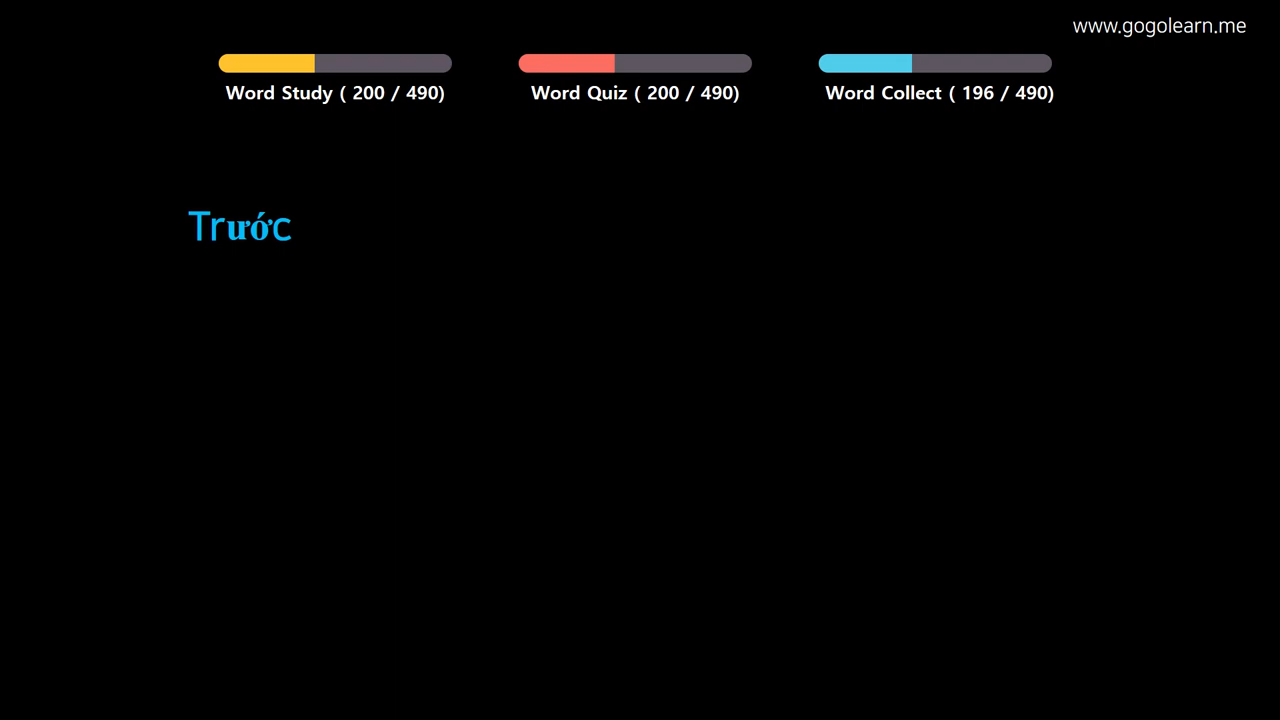 www.gogolearn.me
Word Study ( 200 / 490)
Word Quiz ( 200 / 490)
Word Collect ( 196 / 490)
Trước